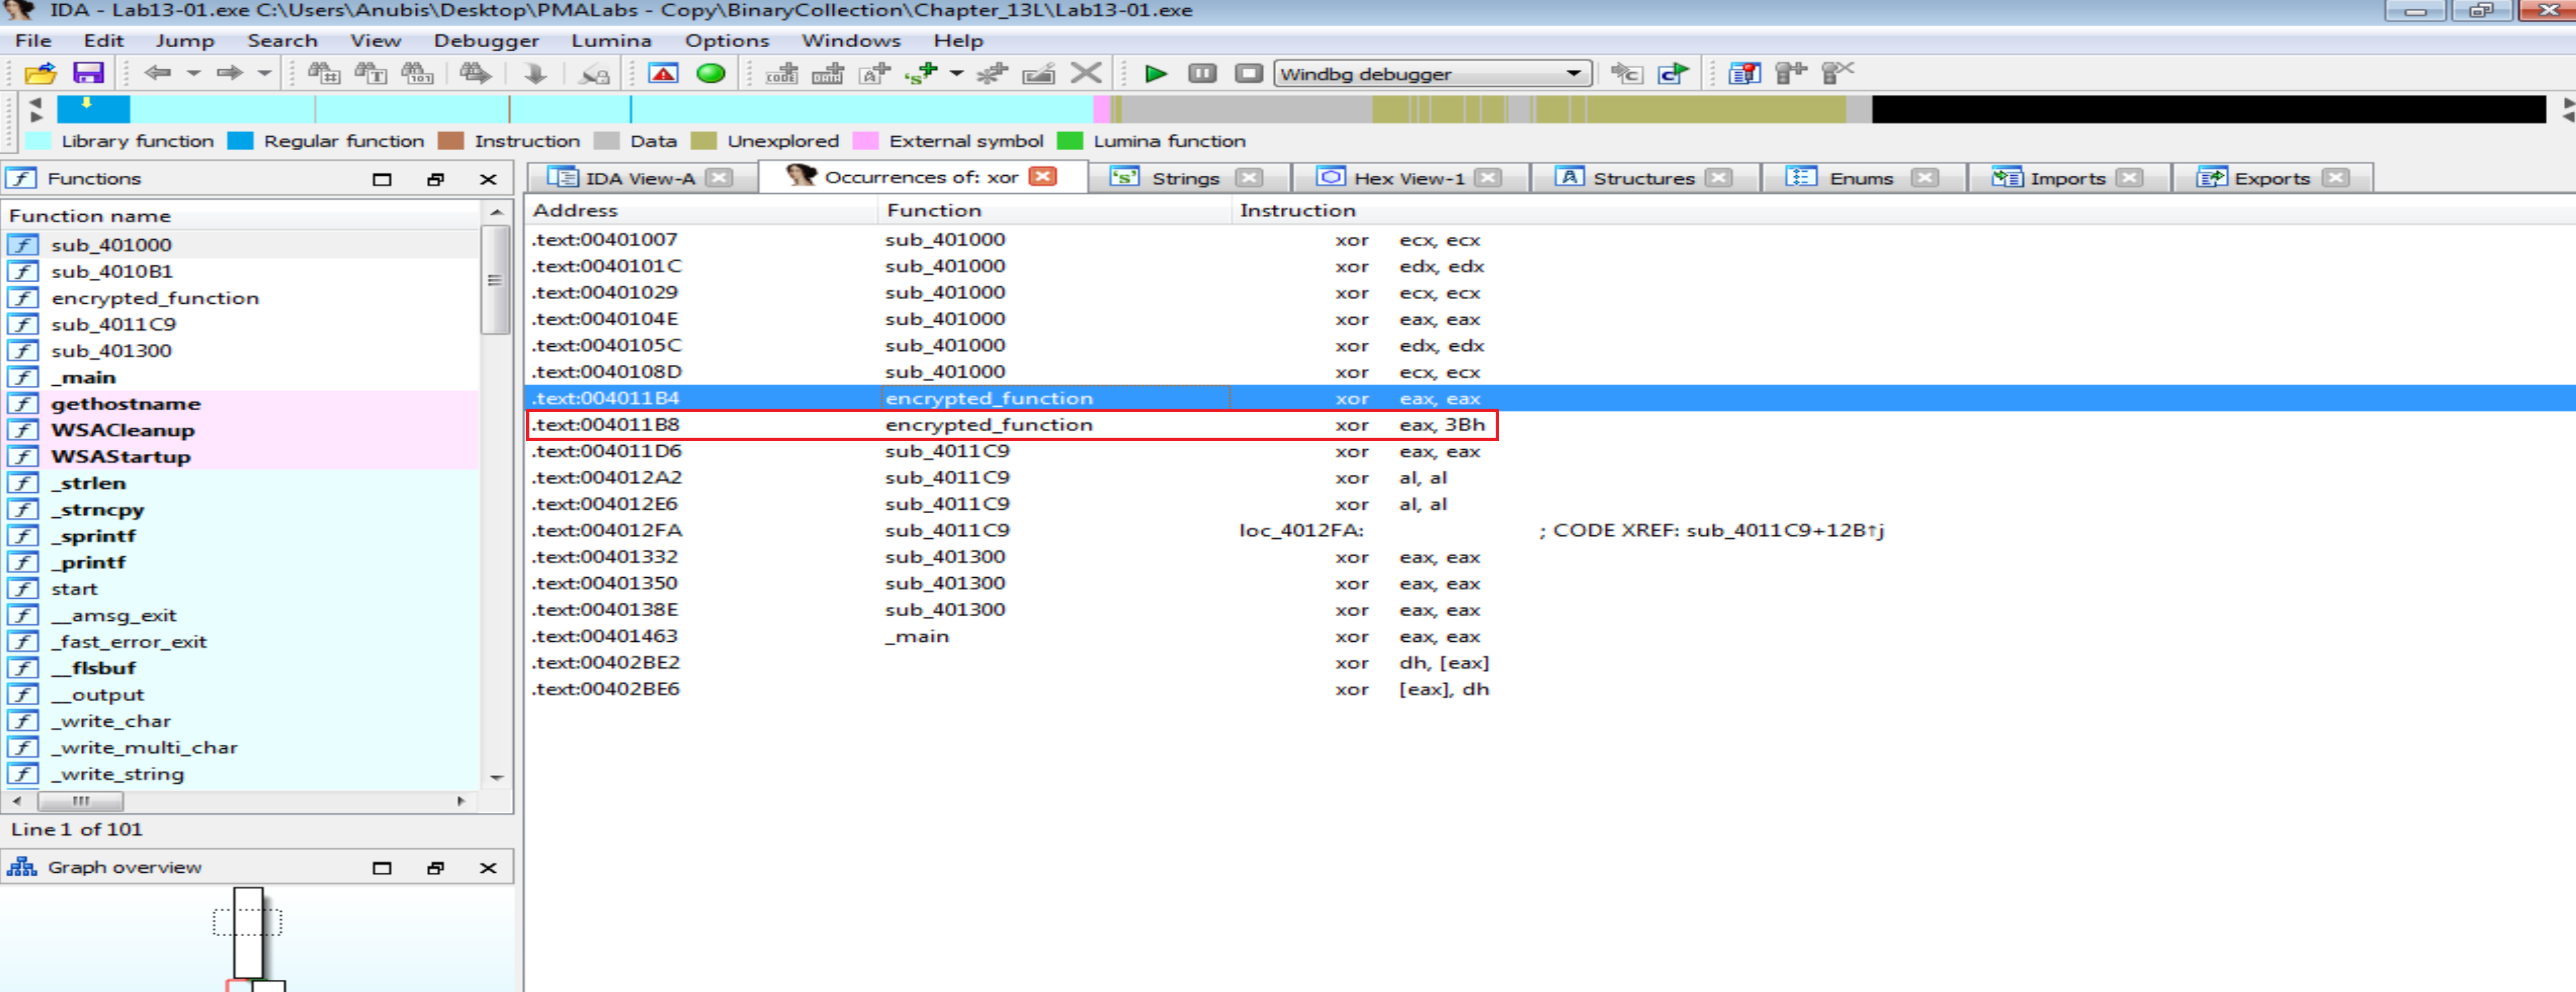 IDA - Lab13-01.exe C:\Users\Anubis\Desktop\PMALabs - Copy\BinaryCollection\Chapter_13L\Lab13-01.exe
File Edit Jump Search View Debugger Lumina Options Windows Help
Windbg debugger
Library function Regular function Instruction Data Unexplored External symbol Lumina function
Functions
IDA View-A Occurrences of: xor Strings Hex View-1 Structures Enums Imports Exports
Function name
sub_401000
sub_4010B1
encrypted_function
sub_4011C9
sub_401300
_main
gethostname
WSACleanup
WSAStartup
_strlen
_strncpy
_sprintf
_printf
start
__amsg_exit
_fast_error_exit
__flsbuf
__output
_write_char
_write_multi_char
_write_string
Line 1 of 101
Graph overview
Address Function Instruction
.text:00401007 sub_401000 xor ecx, ecx
.text:0040101C sub_401000 xor edx, edx
.text:00401029 sub_401000 xor ecx, ecx
.text:0040104E sub_401000 xor eax, eax
.text:0040105C sub_401000 xor edx, edx
.text:0040108D sub_401000 xor ecx, ecx
.text:004011B4 encrypted_function xor eax, eax
.text:004011B8 encrypted_function xor eax, 3Bh
.text:004011D6 sub_4011C9 xor eax, eax
.text:004012A2 sub_4011C9 xor al, al
.text:004012E6 sub_4011C9 xor al, al
.text:004012FA sub_4011C9 loc_4012FA: ; CODE XREF: sub_4011C9+12B↑j
.text:00401332 sub_401300 xor eax, eax
.text:00401350 sub_401300 xor eax, eax
.text:0040138E sub_401300 xor eax, eax
.text:00401463 _main xor eax, eax
.text:00402BE2 xor dh, [eax]
.text:00402BE6 xor [eax], dh